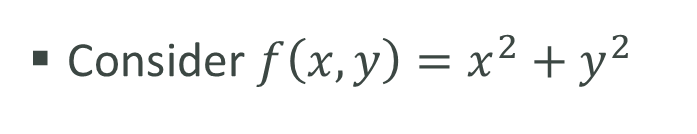 ▪ Consider f(x, y) = x² + y²